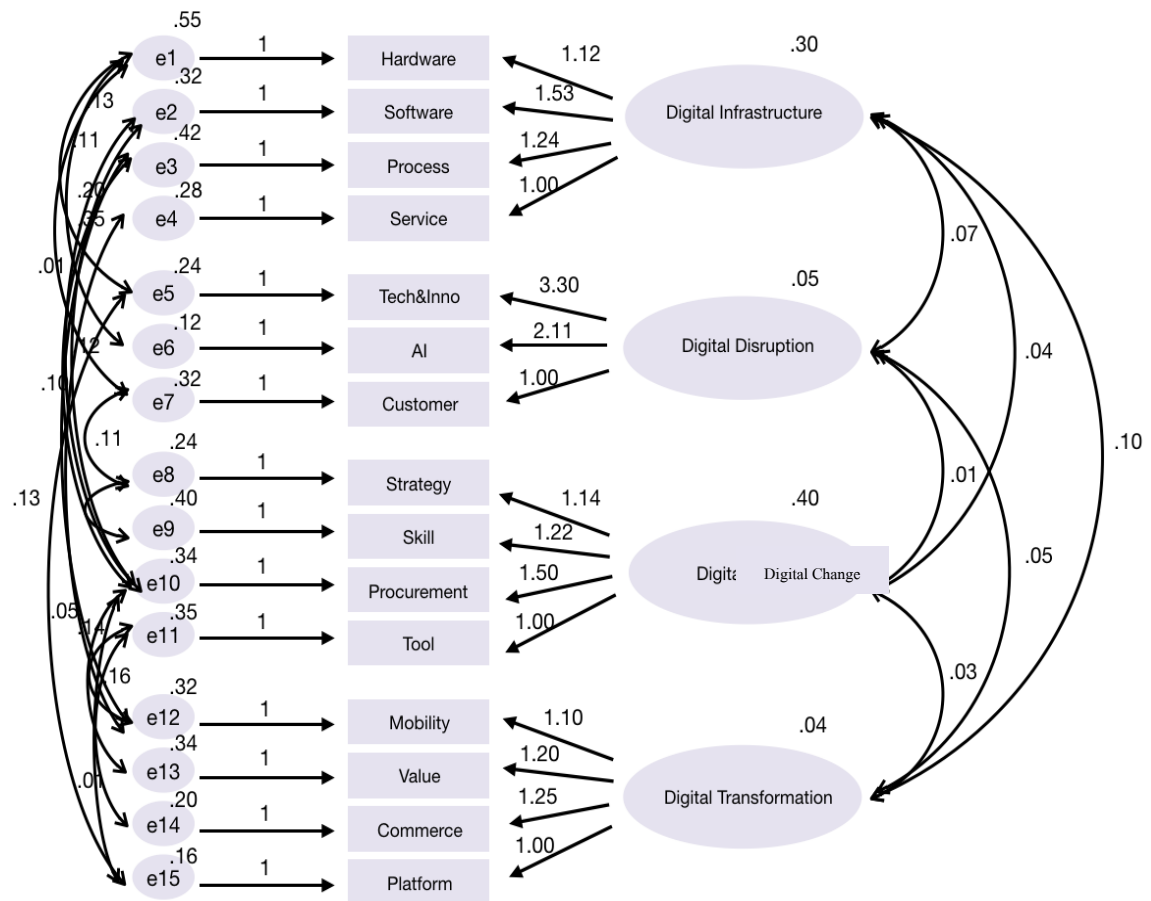 .55
e1 1 Hardware 1.12 .30
.32
e2 1 Software 1.53 Digital Infrastructure
.13
.42
e3 1 Process 1.24
.11
.28
e4 1 Service 1.00
.20
.35
.07
.01
.24
e5 1 Tech&Inno 3.30 .05
.12
e6 1 AI 2.11 Digital Disruption
.12
.04
.32
e7 1 Customer 1.00
.10
.11
.10
.24
e8 1 Strategy 1.14 .40
.13
.01
.40
e9 1 Skill 1.22
.34
e10 1 Procurement 1.50 Digita Digital Change
.05
.35
e11 1 Tool 1.00
.05
.14
.16
.03
.32
e12 1 Mobility 1.10 .04
.34
e13 1 Value 1.20 Digital Transformation
.20
e14 1 Commerce 1.25
.16
e15 1 Platform 1.00